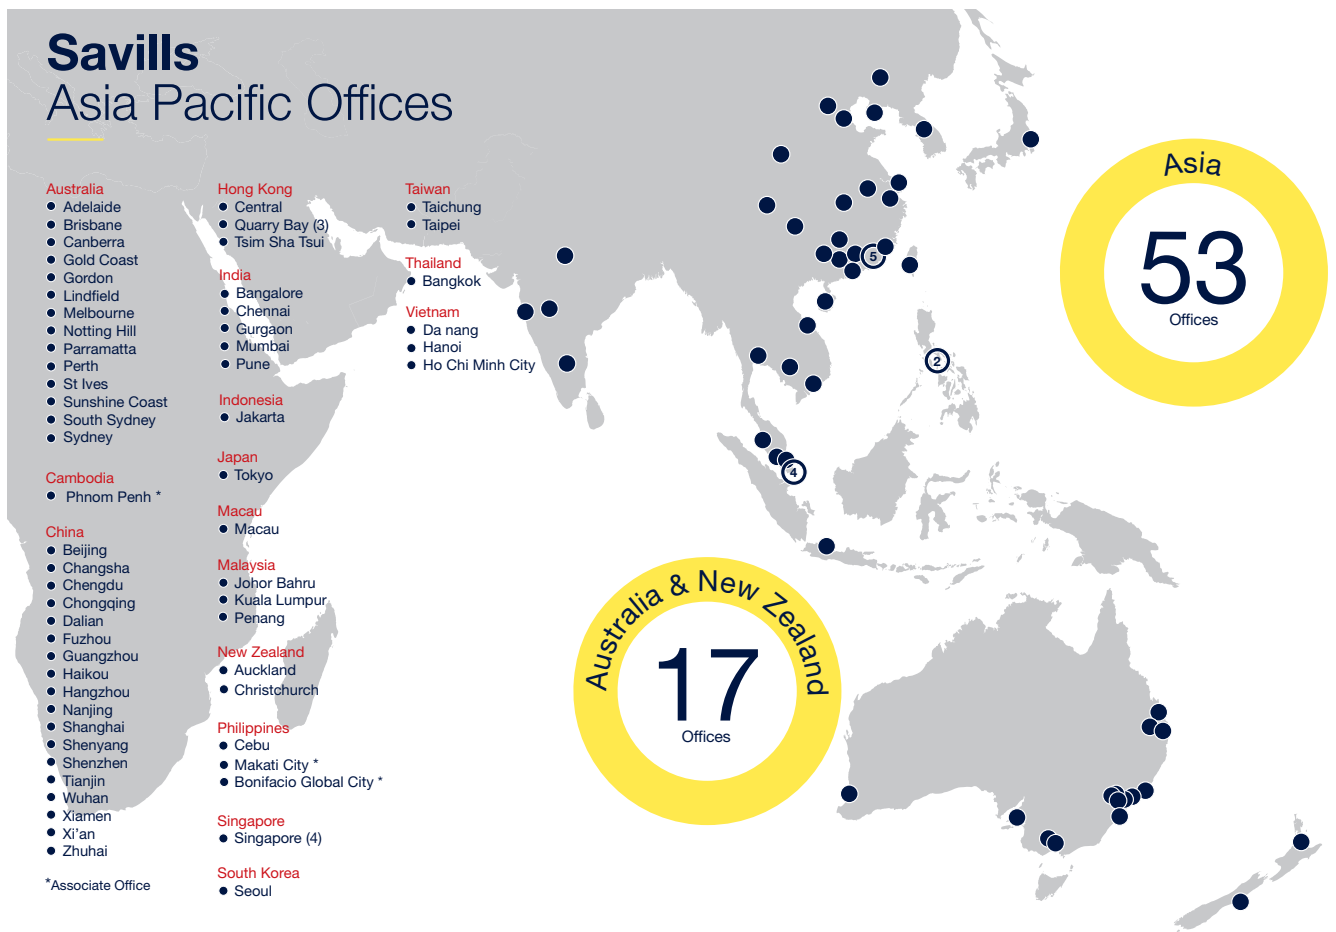 Savills
Asia Pacific Offices
Australia
Adelaide
Brisbane
Canberra
Gold Coast
Gordon
Lindfield
Melbourne
Notting Hill
Parramatta
Perth
St Ives
Sunshine Coast
South Sydney
Sydney
Cambodia
Phnom Penh *
China
Beijing
Changsha
Chengdu
Chongqing
Dalian
Fuzhou
Guangzhou
Haikou
Hangzhou
Nanjing
Shanghai
Shenyang
Shenzhen
Tianjin
Wuhan
Xiamen
Xi'an
Zhuhai
*Associate Office
Hong Kong
Central
Quarry Bay (3)
Tsim Sha Tsui
India
Bangalore
Chennai
Gurgaon
Mumbai
Pune
Indonesia
Jakarta
Japan
Tokyo
Macau
Macau
Malaysia
Johor Bahru
Kuala Lumpur
Penang
New Zealand
Auckland
Christchurch
Philippines
Cebu
Makati City *
Bonifacio Global City *
Singapore
Singapore (4)
South Korea
Seoul
Taiwan
Taichung
Taipei
Thailand
Bangkok
Vietnam
Da nang
Hanoi
Ho Chi Minh City
5
2
4
Asia
53
Offices
Australia & New Zealand
17
Offices